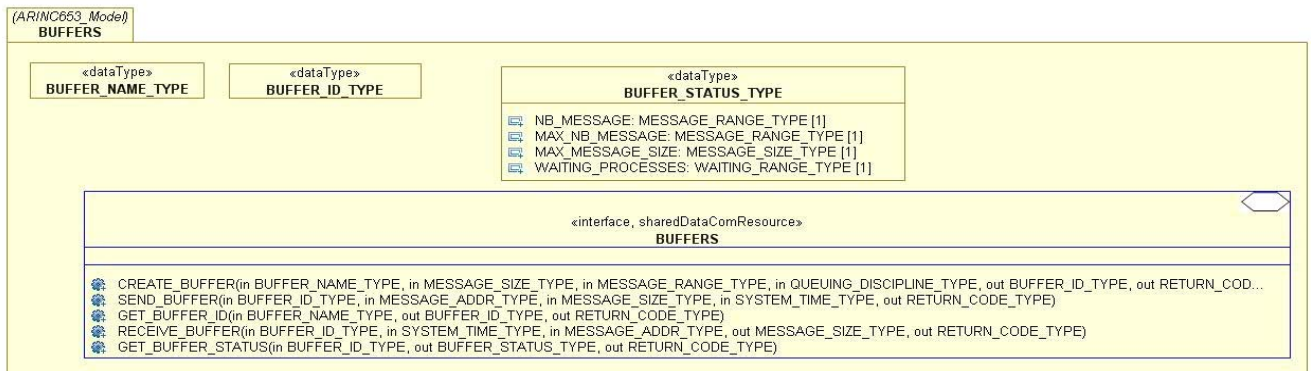 (ARINC653_Model)
BUFFERS
«dataType»
BUFFER_NAME_TYPE
«dataType»
BUFFER_ID_TYPE
«dataType»
BUFFER_STATUS_TYPE
NB_MESSAGE: MESSAGE_RANGE_TYPE [1]
MAX_NB_MESSAGE: MESSAGE_RANGE_TYPE [1]
MAX_MESSAGE_SIZE: MESSAGE_SIZE_TYPE [1]
WAITING_PROCESSES: WAITING_RANGE_TYPE [1]
«interface, sharedDataComResource»
BUFFERS
CREATE_BUFFER(in BUFFER_NAME_TYPE, in MESSAGE_SIZE_TYPE, in MESSAGE_RANGE_TYPE, in QUEUING_DISCIPLINE_TYPE, out BUFFER_ID_TYPE, out RETURN_COD...
SEND_BUFFER(in BUFFER_ID_TYPE, in MESSAGE_ADDR_TYPE, in MESSAGE_SIZE_TYPE, in SYSTEM_TIME_TYPE, out RETURN_CODE_TYPE)
GET_BUFFER_ID(in BUFFER_NAME_TYPE, out BUFFER_ID_TYPE, out RETURN_CODE_TYPE)
RECEIVE_BUFFER(in BUFFER_ID_TYPE, in SYSTEM_TIME_TYPE, in MESSAGE_ADDR_TYPE, out MESSAGE_SIZE_TYPE, out RETURN_CODE_TYPE)
GET_BUFFER_STATUS(in BUFFER_ID_TYPE, out BUFFER_STATUS_TYPE, out RETURN_CODE_TYPE)